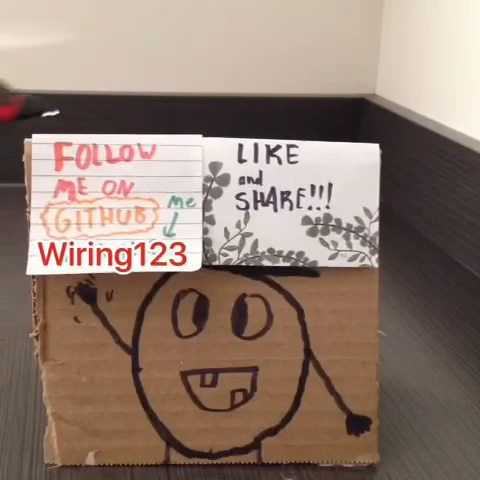 FOLLOW
ME ON
GITHUB
Me
Wiring123
LIKE
and
SHARE!!!